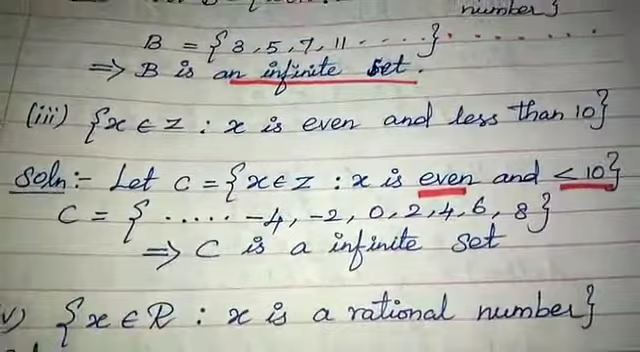 number}
B = {3, 5, 7, 11 .....} . . . . . .
⇒ B is an infinite set.
(iii) {x ∈ Z : x is even and less than 10}
Soln:- Let C = {x ∈ Z : x is even and < 10}
C = { ..... -4, -2, 0, 2, 4, 6, 8}
⇒ C is a infinite set
v) {x ∈ R : x is a rational number}